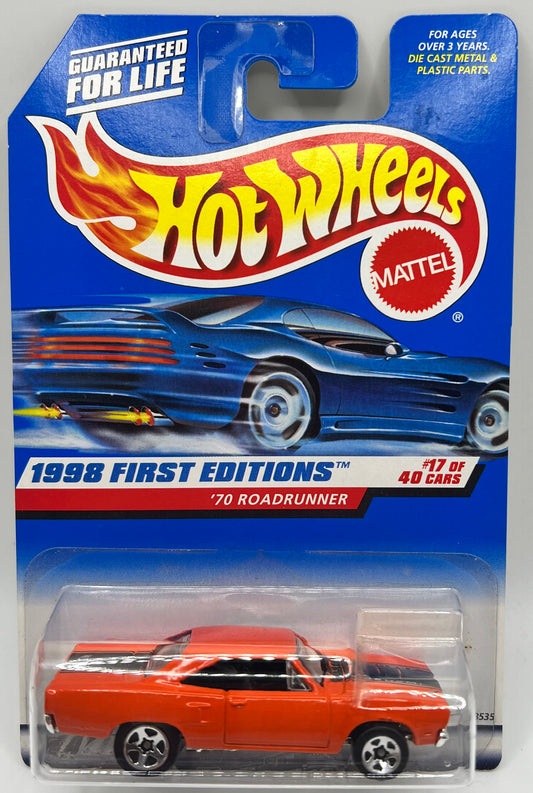 GUARANTEED
FOR LIFE
FOR AGES
OVER 3 YEARS.
DIE CAST METAL &
PLASTIC PARTS.
HOT WHEELS
MATTEL
®
1998 FIRST EDITIONS™
#17 OF
40 CARS
'70 ROADRUNNER
3535